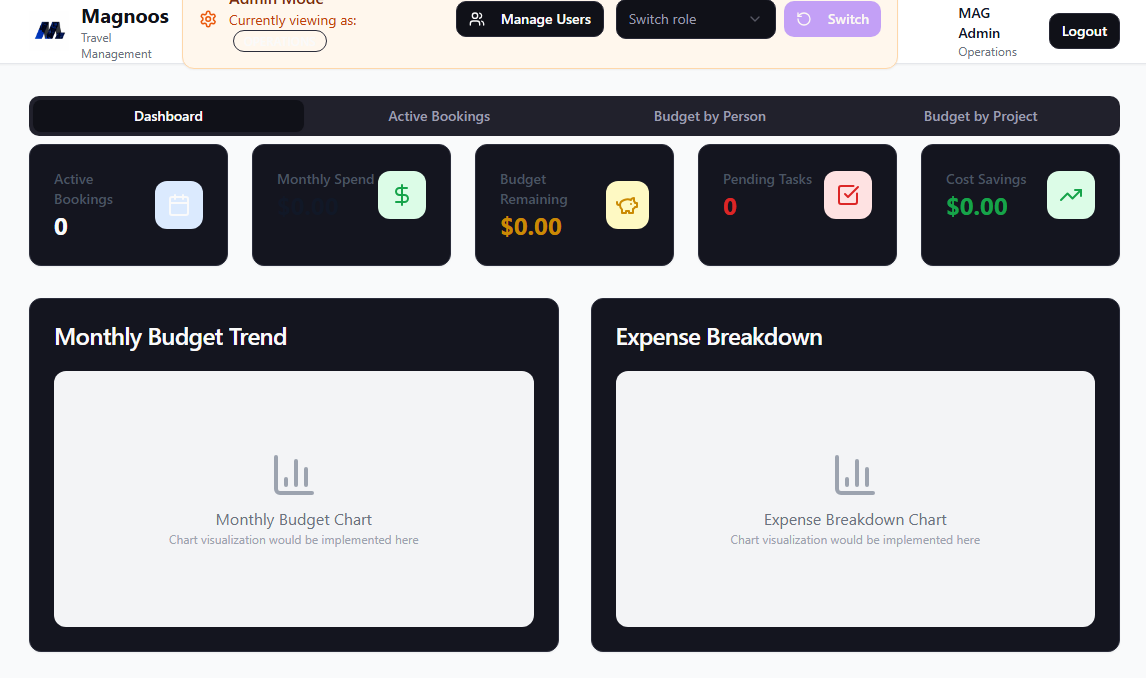 Magnoos
Travel
Management
Admin Mode
Currently viewing as:
Manage Users
Switch role
Switch
MAG
Admin
Operations
Logout
Dashboard
Active Bookings
Budget by Person
Budget by Project
Active
Bookings
0
Monthly Spend
$0.00
Budget
Remaining
$0.00
Pending Tasks
0
Cost Savings
$0.00
Monthly Budget Trend
Monthly Budget Chart
Chart visualization would be implemented here
Expense Breakdown
Expense Breakdown Chart
Chart visualization would be implemented here